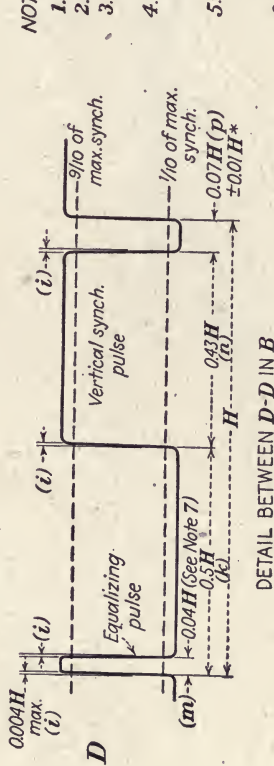 NOT
1.
2.
3.
4.
5.
D
0.004H
max.
(i)
(i)
(i)
(i)
9/10 of
max. synch.
Equalizing
pulse
Vertical synch.
pulse
1/10 of max.
synch.
(m)
0.04H (See Note 7)
0.5H
(k)
0.43H
(n)
0.07H (p)
±0.01H*
H
DETAIL BETWEEN D-D IN B